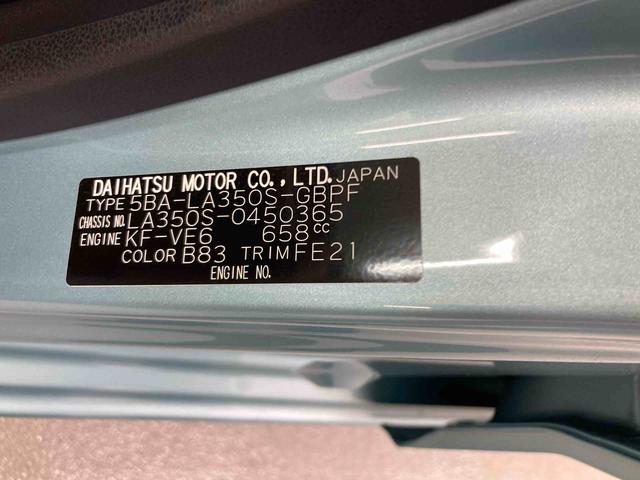 DAIHATSU MOTOR CO., LTD. JAPAN
TYPE 5BA-LA350S-GBPF
CHASSIS NO. LA350S-0450365
ENGINE KF-VE6 658cc
COLOR B83 TRIM FE21
ENGINE NO.